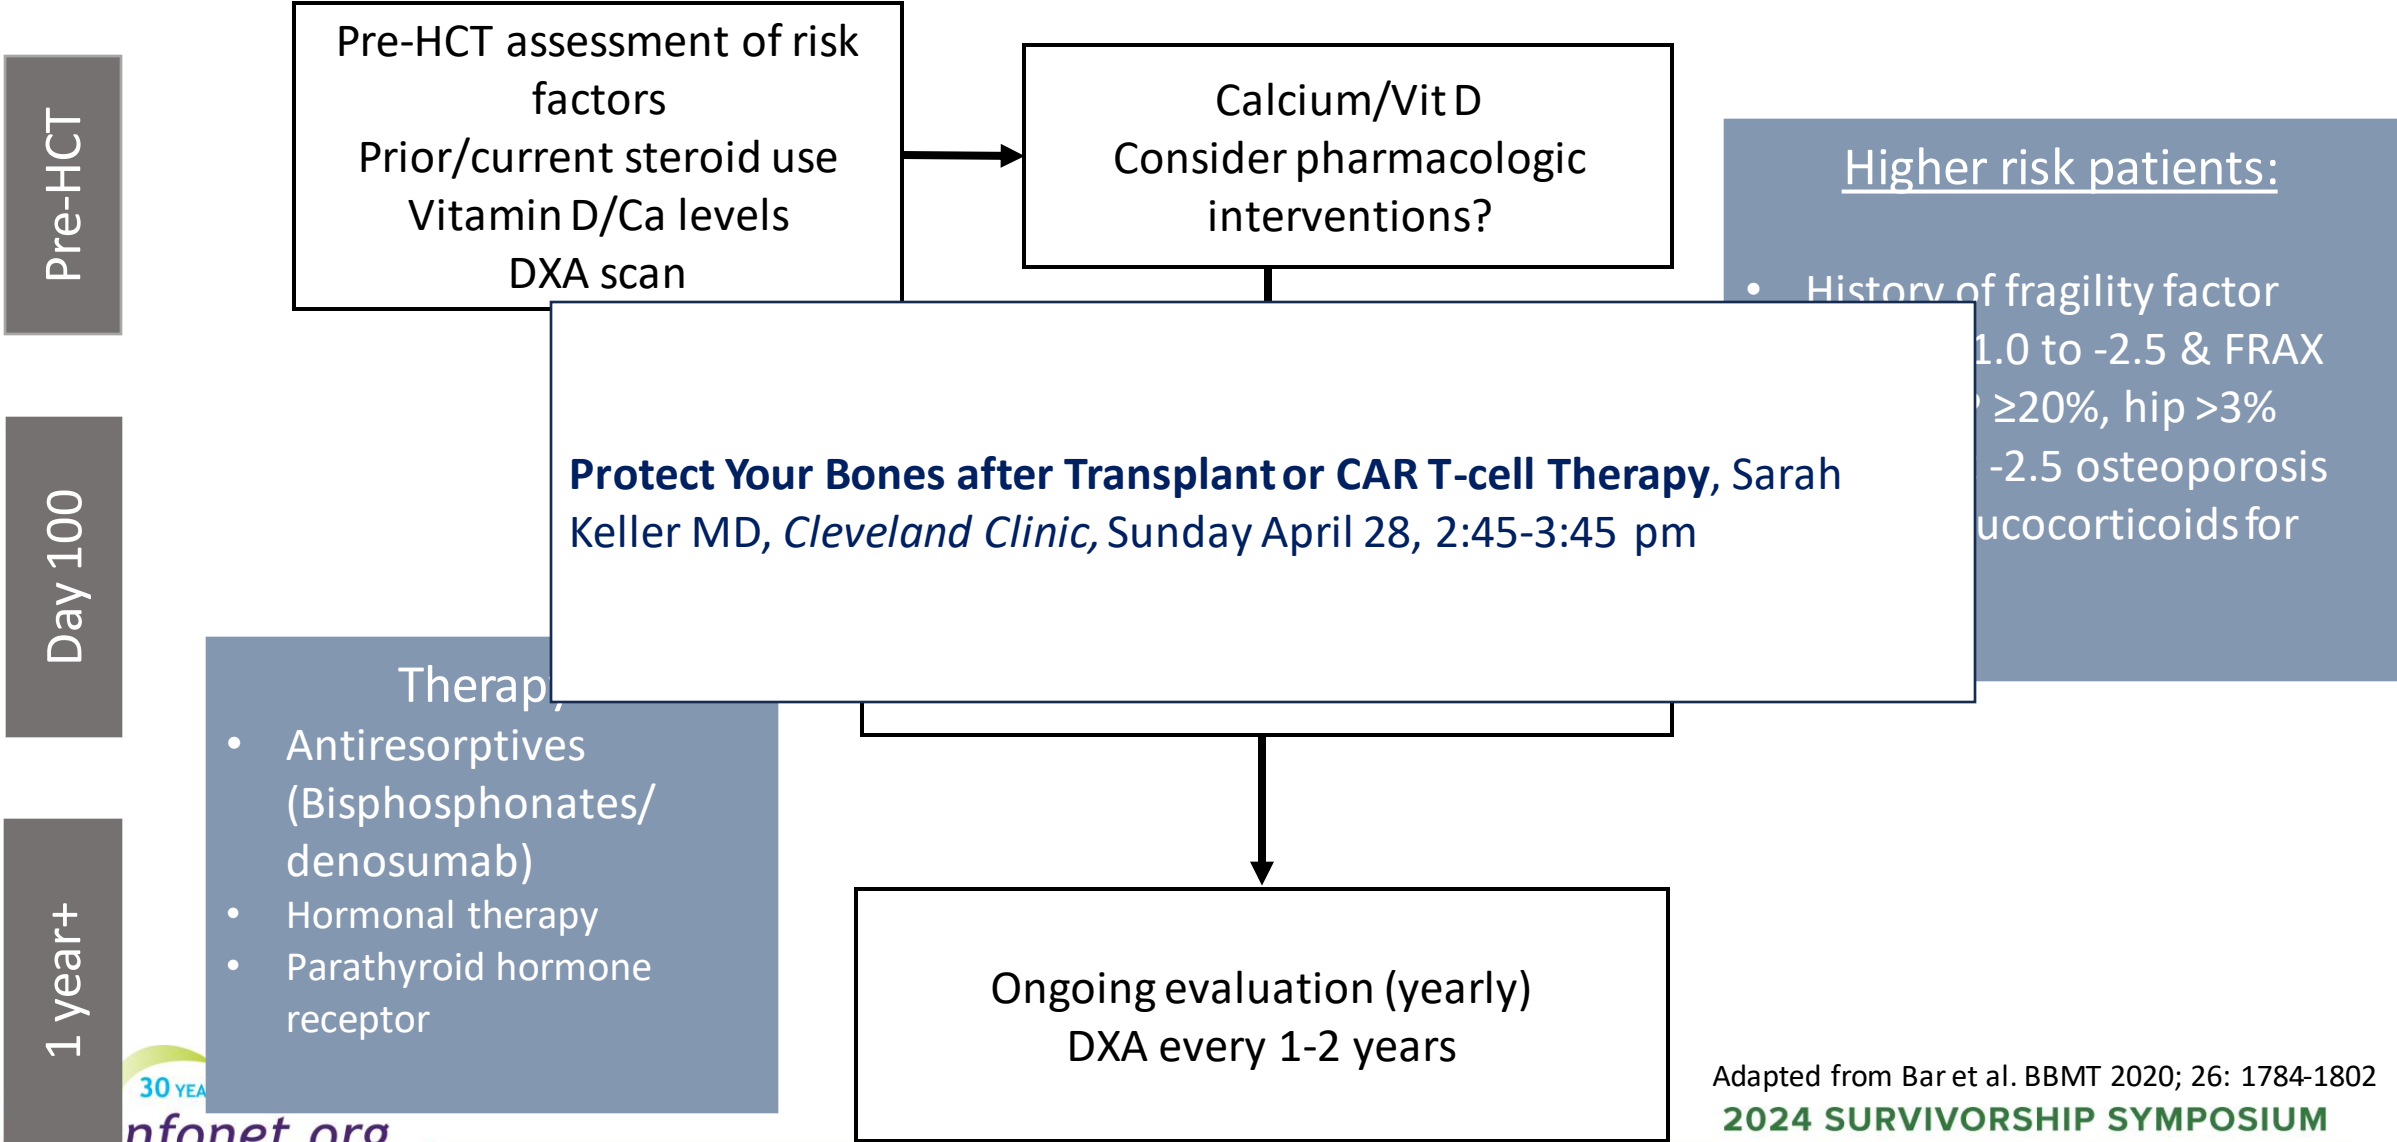 Pre-HCT
Pre-HCT assessment of risk
factors
Prior/current steroid use
Vitamin D/Ca levels
DXA scan
Calcium/Vit D
Consider pharmacologic
interventions?
Higher risk patients:
• History of fragility factor
1.0 to -2.5 & FRAX
≥20%, hip >3%
-2.5 osteoporosis
ucocorticoids for
Protect Your Bones after Transplant or CAR T-cell Therapy, Sarah
Keller MD, Cleveland Clinic, Sunday April 28, 2:45-3:45 pm
Day 100
Therapy
• Antiresorptives
(Bisphosphonates/
denosumab)
• Hormonal therapy
• Parathyroid hormone
receptor
1 year+
Ongoing evaluation (yearly)
DXA every 1-2 years
30 YEA
nfonet.org
Adapted from Bar et al. BBMT 2020; 26: 1784-1802
2024 SURVIVORSHIP SYMPOSIUM